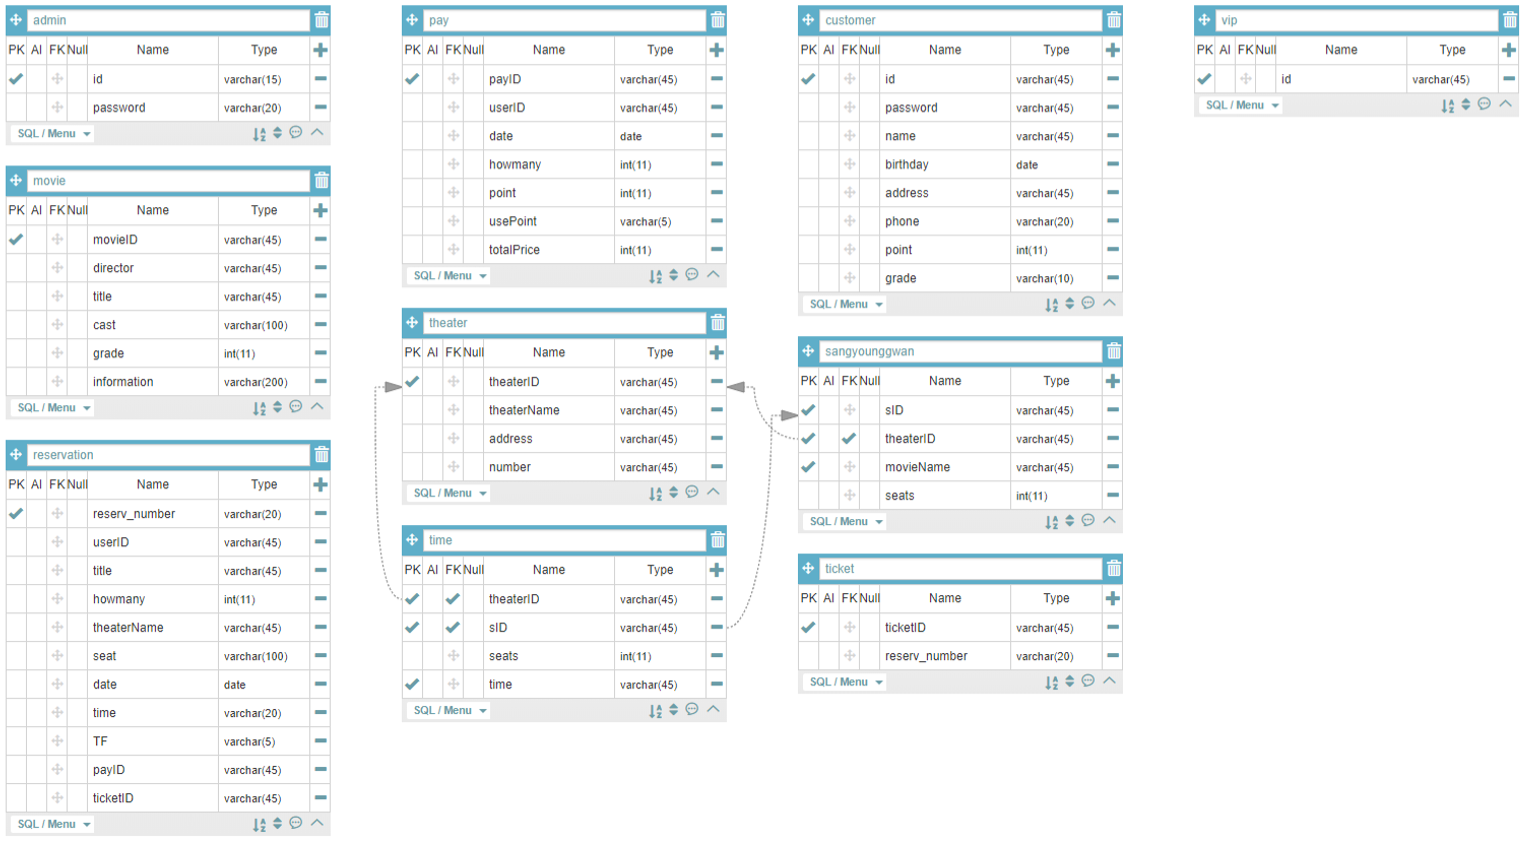 admin
PK AI FK Null Name Type
id varchar(15)
password varchar(20)
SQL / Menu
movie
PK AI FK Null Name Type
movieID varchar(45)
director varchar(45)
title varchar(45)
cast varchar(100)
grade int(11)
information varchar(200)
SQL / Menu
reservation
PK AI FK Null Name Type
reserv_number varchar(20)
userID varchar(45)
title varchar(45)
howmany int(11)
theaterName varchar(45)
seat varchar(100)
date date
time varchar(20)
TF varchar(5)
payID varchar(45)
ticketID varchar(45)
SQL / Menu
pay
PK AI FK Null Name Type
payID varchar(45)
userID varchar(45)
date date
howmany int(11)
point int(11)
usePoint varchar(5)
totalPrice int(11)
SQL / Menu
theater
PK AI FK Null Name Type
theaterID varchar(45)
theaterName varchar(45)
address varchar(45)
number varchar(45)
SQL / Menu
time
PK AI FK Null Name Type
theaterID varchar(45)
sID varchar(45)
seats int(11)
time varchar(45)
SQL / Menu
customer
PK AI FK Null Name Type
id varchar(45)
password varchar(45)
name varchar(45)
birthday date
address varchar(45)
phone varchar(20)
point int(11)
grade varchar(10)
SQL / Menu
sangyounggwan
PK AI FK Null Name Type
sID varchar(45)
theaterID varchar(45)
movieName varchar(45)
seats int(11)
SQL / Menu
ticket
PK AI FK Null Name Type
ticketID varchar(45)
reserv_number varchar(20)
SQL / Menu
vip
PK AI FK Null Name Type
id varchar(45)
SQL / Menu